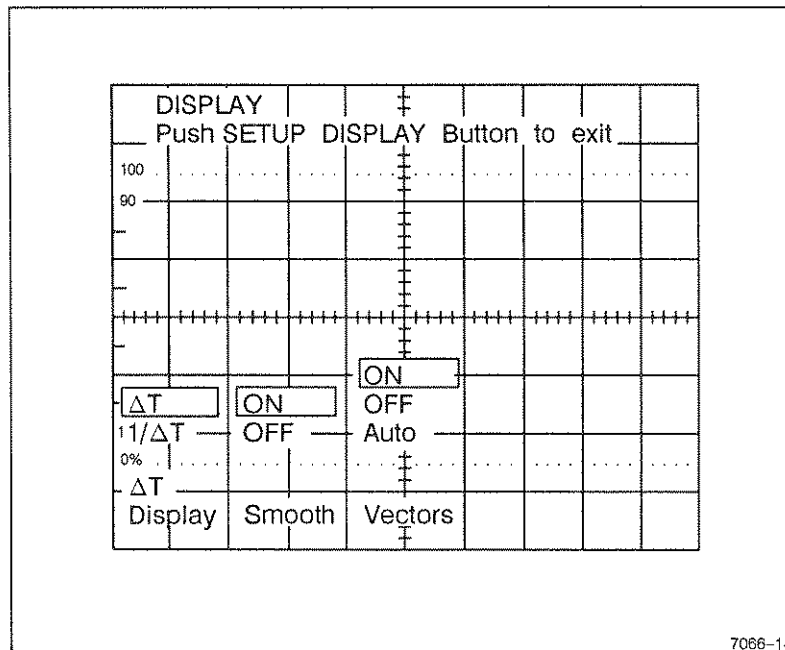 DISPLAY
Push SETUP DISPLAY Button to exit
100
90
ON
ΔT ON OFF
1 1/ΔT OFF Auto
0%
ΔT
Display Smooth Vectors